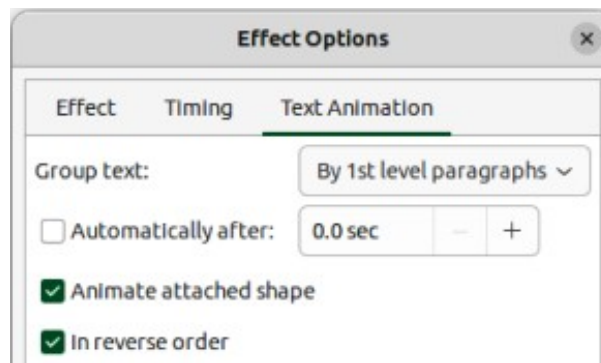 Effect Options
Effect Timing Text Animation
Group text: By 1st level paragraphs
Automatically after: 0.0 sec − +
Animate attached shape
In reverse order